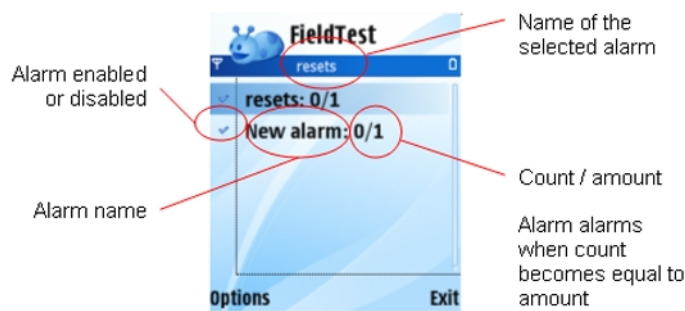 FieldTest
resets
resets: 0/1
New alarm: 0/1
Options
Exit
Alarm enabled
or disabled
Alarm name
Name of the
selected alarm
Count / amount
Alarm alarms
when count
becomes equal to
amount